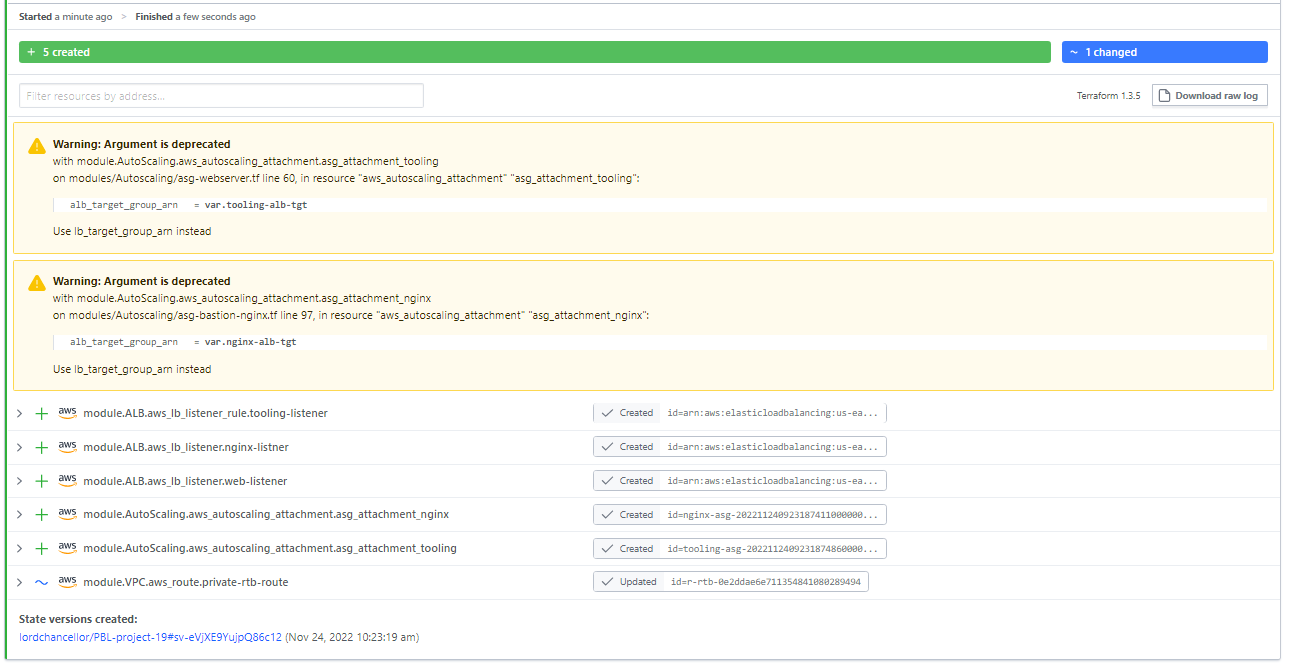 Started a minute ago > Finished a few seconds ago
+ 5 created
~ 1 changed
Filter resources by address...
Terraform 1.3.5
Download raw log
Warning: Argument is deprecated
with module.AutoScaling.aws_autoscaling_attachment.asg_attachment_tooling
on modules/Autoscaling/asg-webserver.tf line 60, in resource "aws_autoscaling_attachment" "asg_attachment_tooling":
alb_target_group_arn = var.tooling-alb-tgt
Use lb_target_group_arn instead
Warning: Argument is deprecated
with module.AutoScaling.aws_autoscaling_attachment.asg_attachment_nginx
on modules/Autoscaling/asg-bastion-nginx.tf line 97, in resource "aws_autoscaling_attachment" "asg_attachment_nginx":
alb_target_group_arn = var.nginx-alb-tgt
Use lb_target_group_arn instead
> + aws module.ALB.aws_lb_listener_rule.tooling-listener Created id=arn:aws:elasticloadbalancing:us-ea...
> + aws module.ALB.aws_lb_listener.nginx-listner Created id=arn:aws:elasticloadbalancing:us-ea...
> + aws module.ALB.aws_lb_listener.web-listener Created id=arn:aws:elasticloadbalancing:us-ea...
> + aws module.AutoScaling.aws_autoscaling_attachment.asg_attachment_nginx Created id=nginx-asg-202211240923187411000000...
> + aws module.AutoScaling.aws_autoscaling_attachment.asg_attachment_tooling Created id=tooling-asg-2022112409231874860000...
> ~ aws module.VPC.aws_route.private-rtb-route Updated id=r-rtb-0e2ddae6e711354841080289494
State versions created:
lordchancellor/PBL-project-19#sv-eVjXE9YujpQ86c12 (Nov 24, 2022 10:23:19 am)